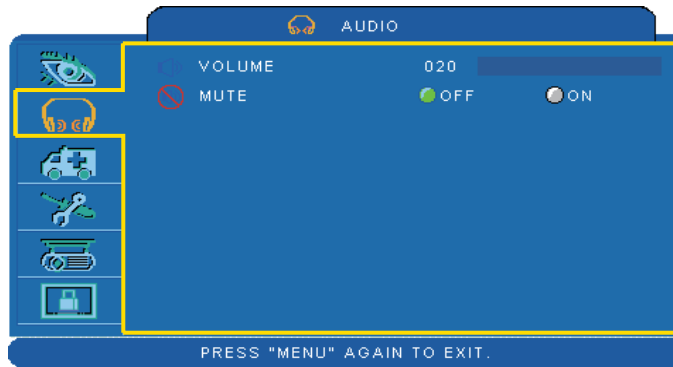 AUDIO
VOLUME 020
MUTE OFF ON
PRESS "MENU" AGAIN TO EXIT.